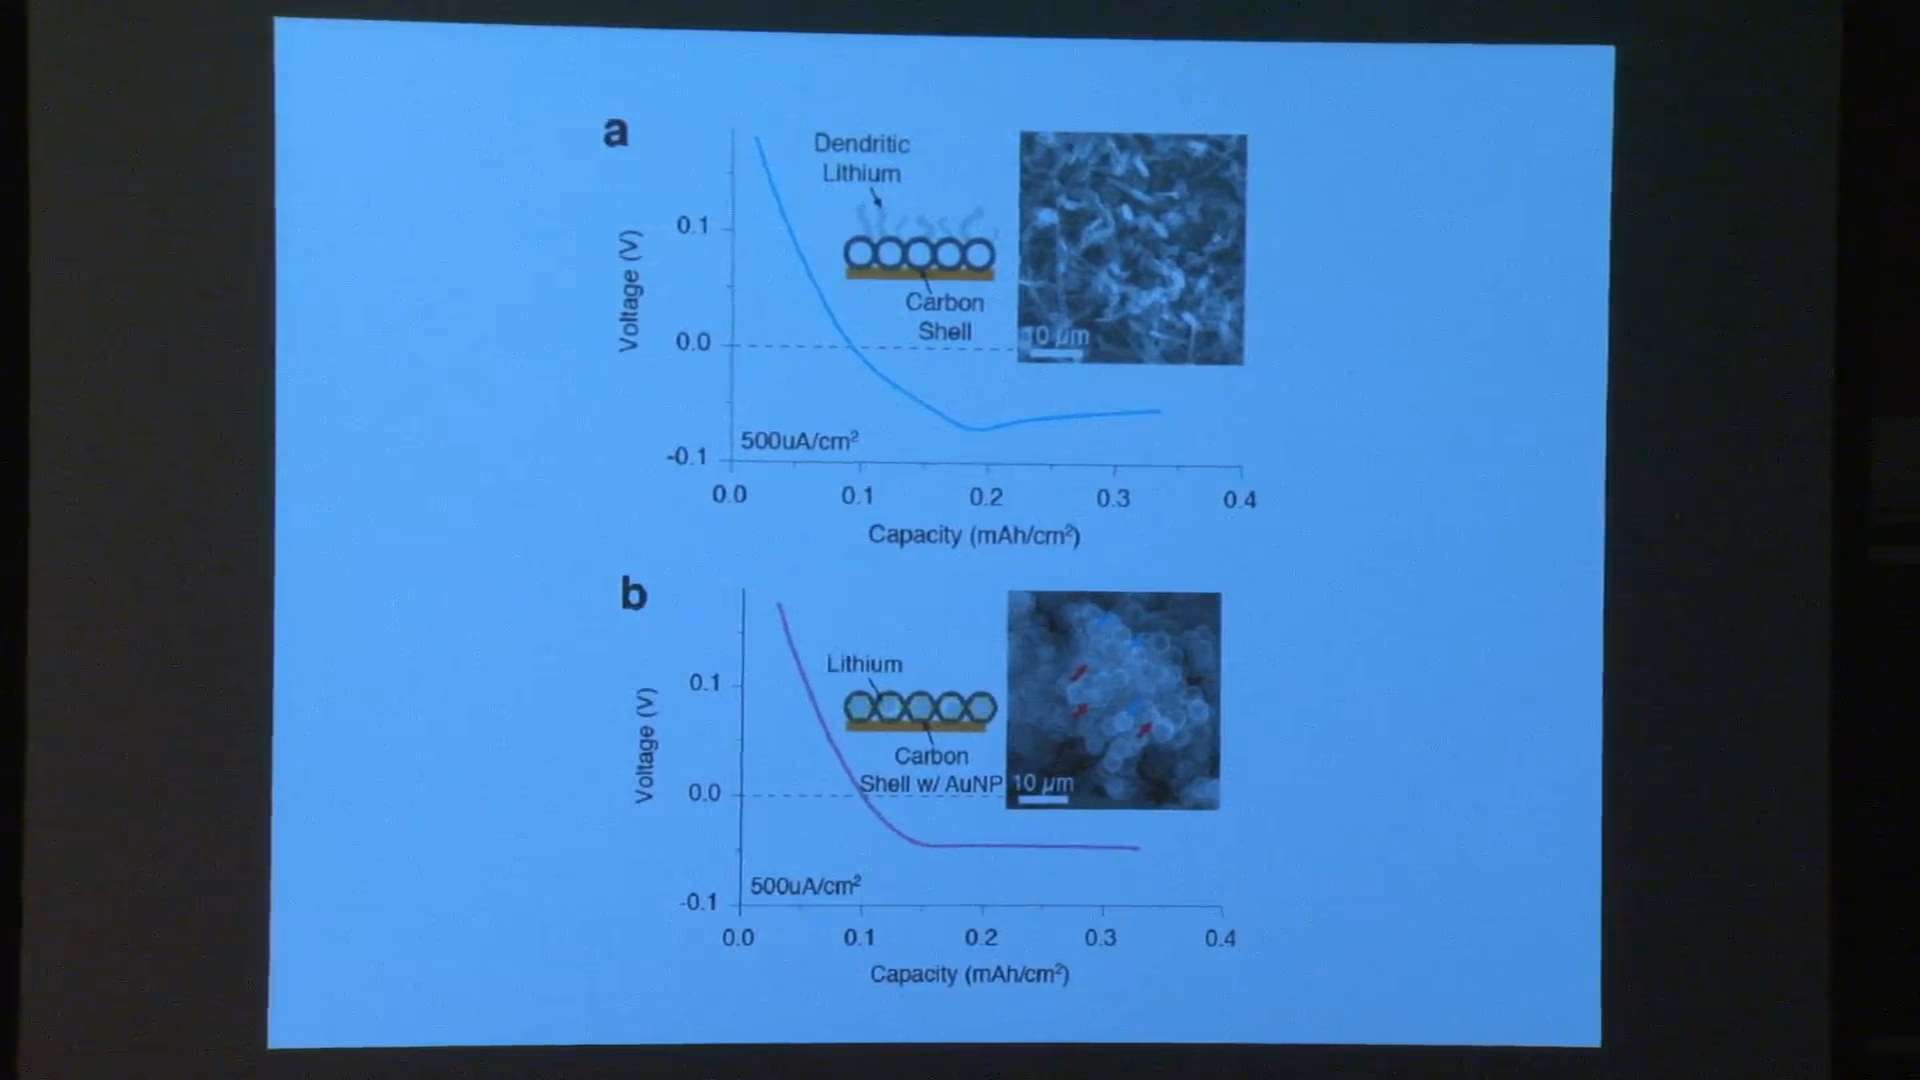 a
Dendritic
Lithium
Carbon
Shell
10 µm
Voltage (V)
0.1
0.0
-0.1
500uA/cm²
0.0 0.1 0.2 0.3 0.4
Capacity (mAh/cm²)
b
Lithium
Carbon
Shell w/ AuNP
10 µm
Voltage (V)
0.1
0.0
-0.1
500uA/cm²
0.0 0.1 0.2 0.3 0.4
Capacity (mAh/cm²)